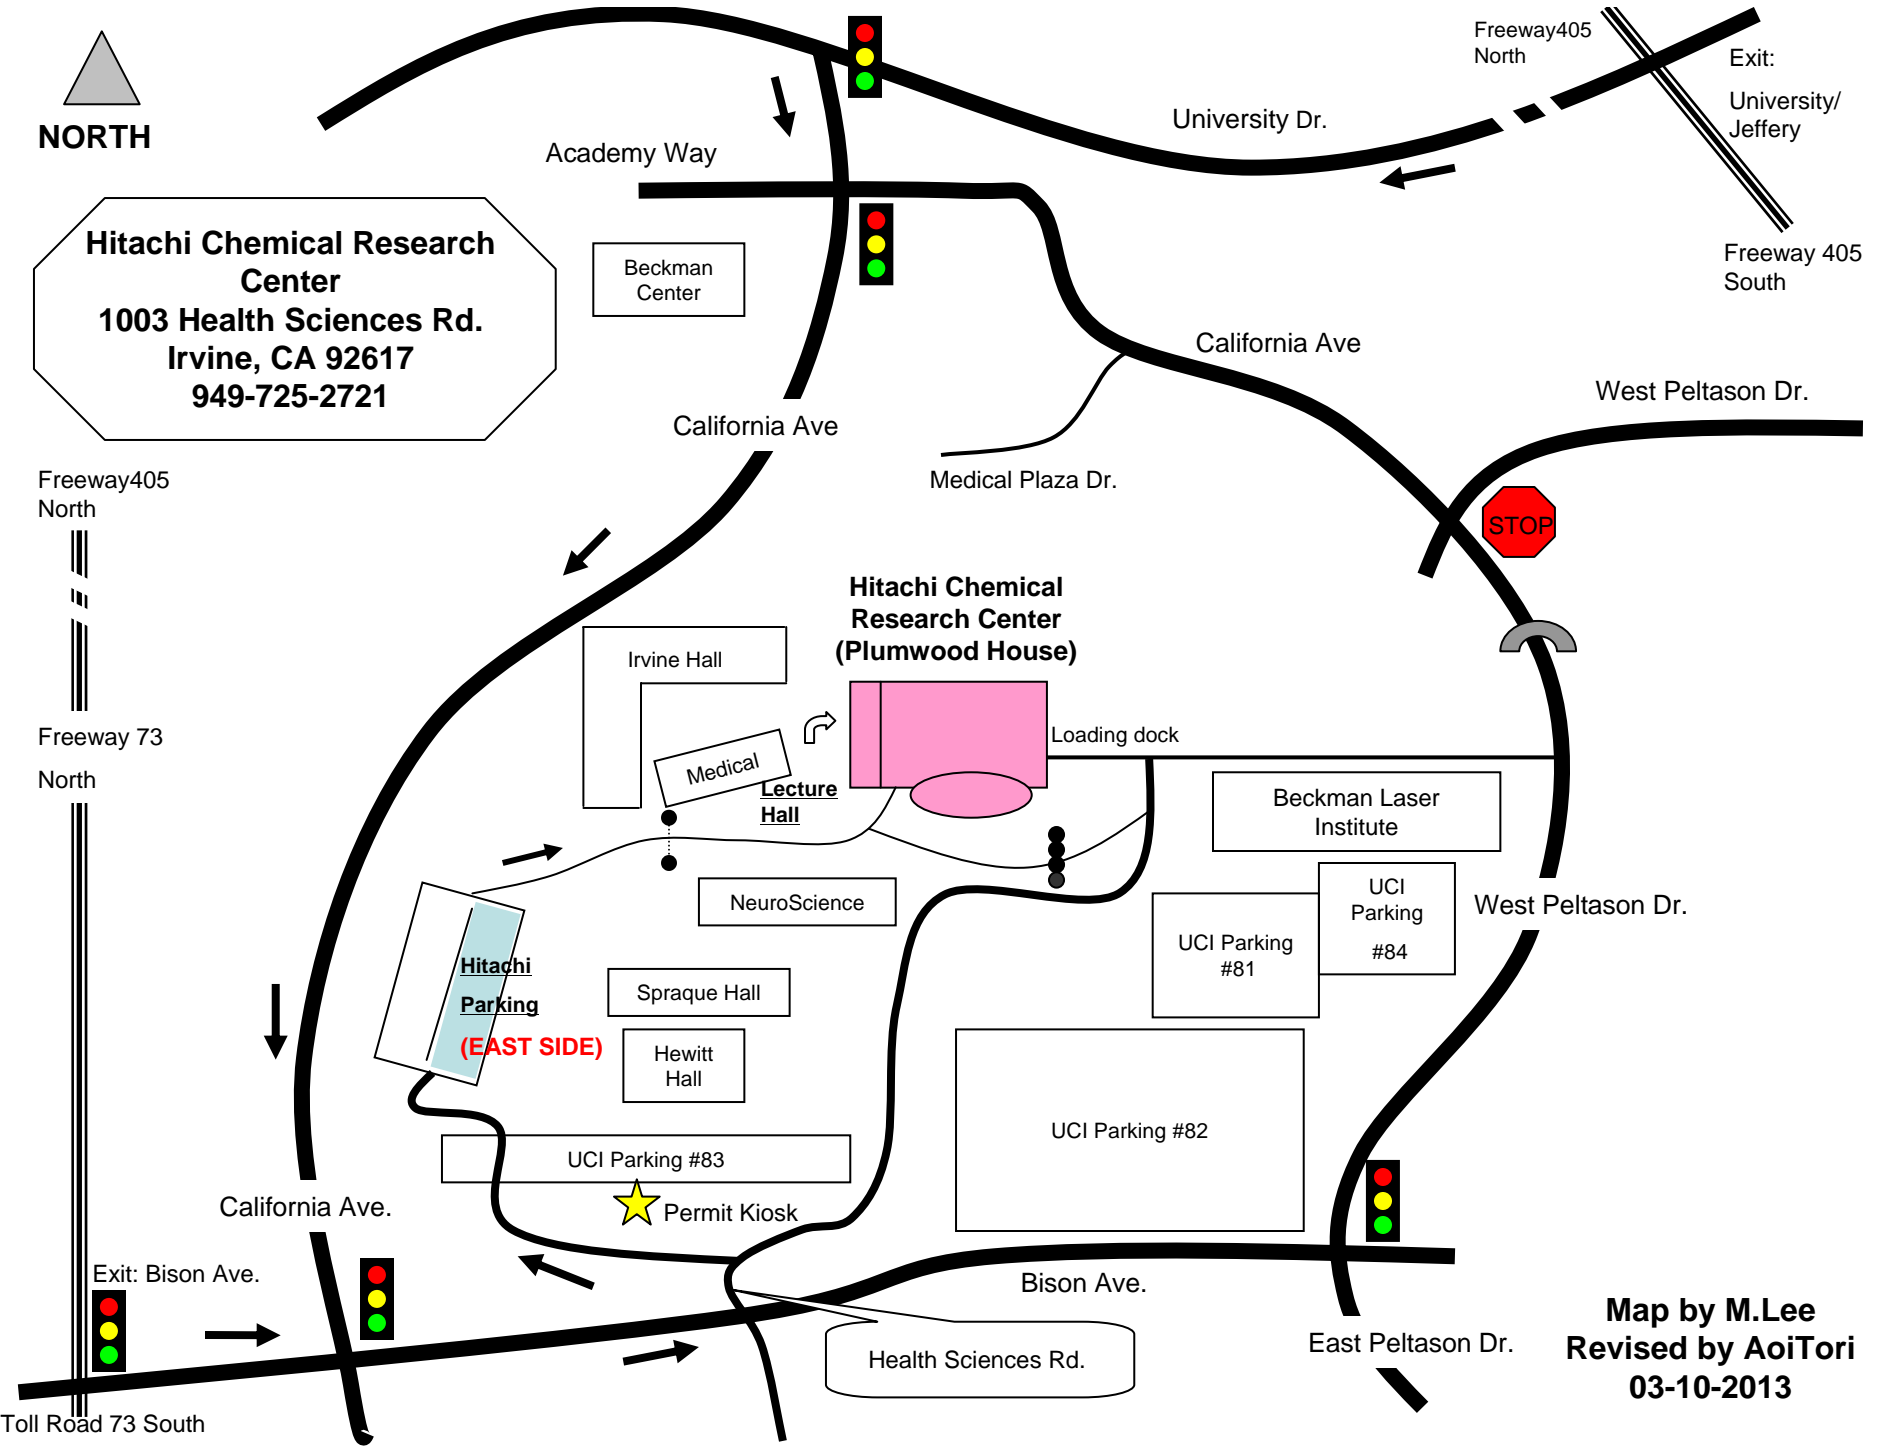 Freeway405
North
Exit:
University/
Jeffery
University Dr.
NORTH
Academy Way
Hitachi Chemical Research
Center
1003 Health Sciences Rd.
Irvine, CA 92617
949-725-2721
Beckman
Center
Freeway 405
South
California Ave
West Peltason Dr.
California Ave
Medical Plaza Dr.
Freeway405
North
STOP
Hitachi Chemical
Research Center
(Plumwood House)
Irvine Hall
Freeway 73
North
Loading dock
Medical
Lecture
Hall
Beckman Laser
Institute
NeuroScience
UCI
Parking
#84
West Peltason Dr.
UCI Parking
#81
Hitachi
Parking
(EAST SIDE)
Spraque Hall
Hewitt
Hall
UCI Parking #82
UCI Parking #83
Permit Kiosk
California Ave.
Exit: Bison Ave.
Bison Ave.
Health Sciences Rd.
East Peltason Dr.
Map by M.Lee
Revised by AoiTori
03-10-2013
Toll Road 73 South